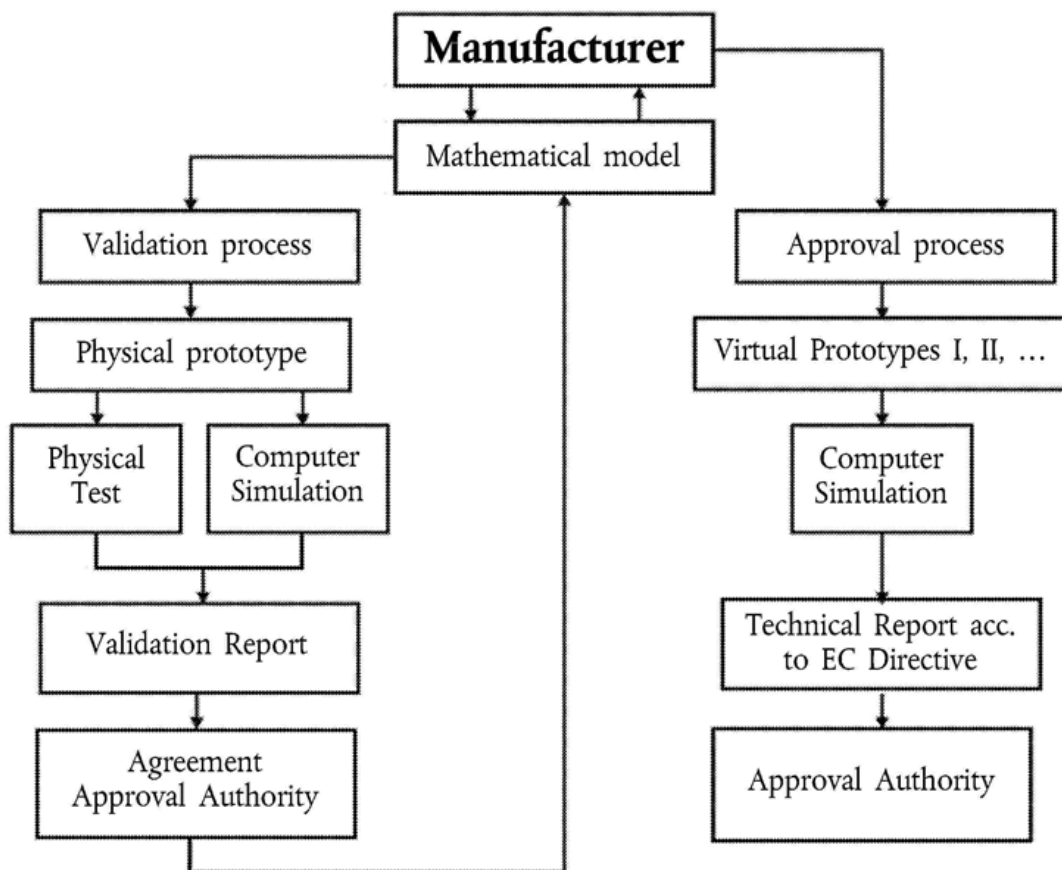 Manufacturer
Mathematical model
Validation process
Approval process
Physical prototype
Virtual Prototypes I, II, ...
Physical
Test
Computer
Simulation
Computer
Simulation
Validation Report
Technical Report acc.
to EC Directive
Agreement
Approval Authority
Approval Authority